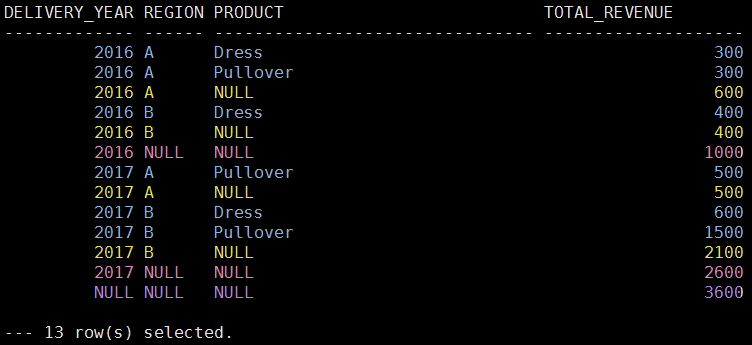 DELIVERY_YEAR REGION PRODUCT                          TOTAL_REVENUE
------------- ------ -------------------------------- --------------------
         2016 A      Dress                                             300
         2016 A      Pullover                                          300
         2016 A      NULL                                              600
         2016 B      Dress                                             400
         2016 B      NULL                                              400
         2016 NULL   NULL                                             1000
         2017 A      Pullover                                          500
         2017 A      NULL                                              500
         2017 B      Dress                                             600
         2017 B      Pullover                                         1500
         2017 B      NULL                                             2100
         2017 NULL   NULL                                             2600
         NULL NULL   NULL                                             3600

--- 13 row(s) selected.